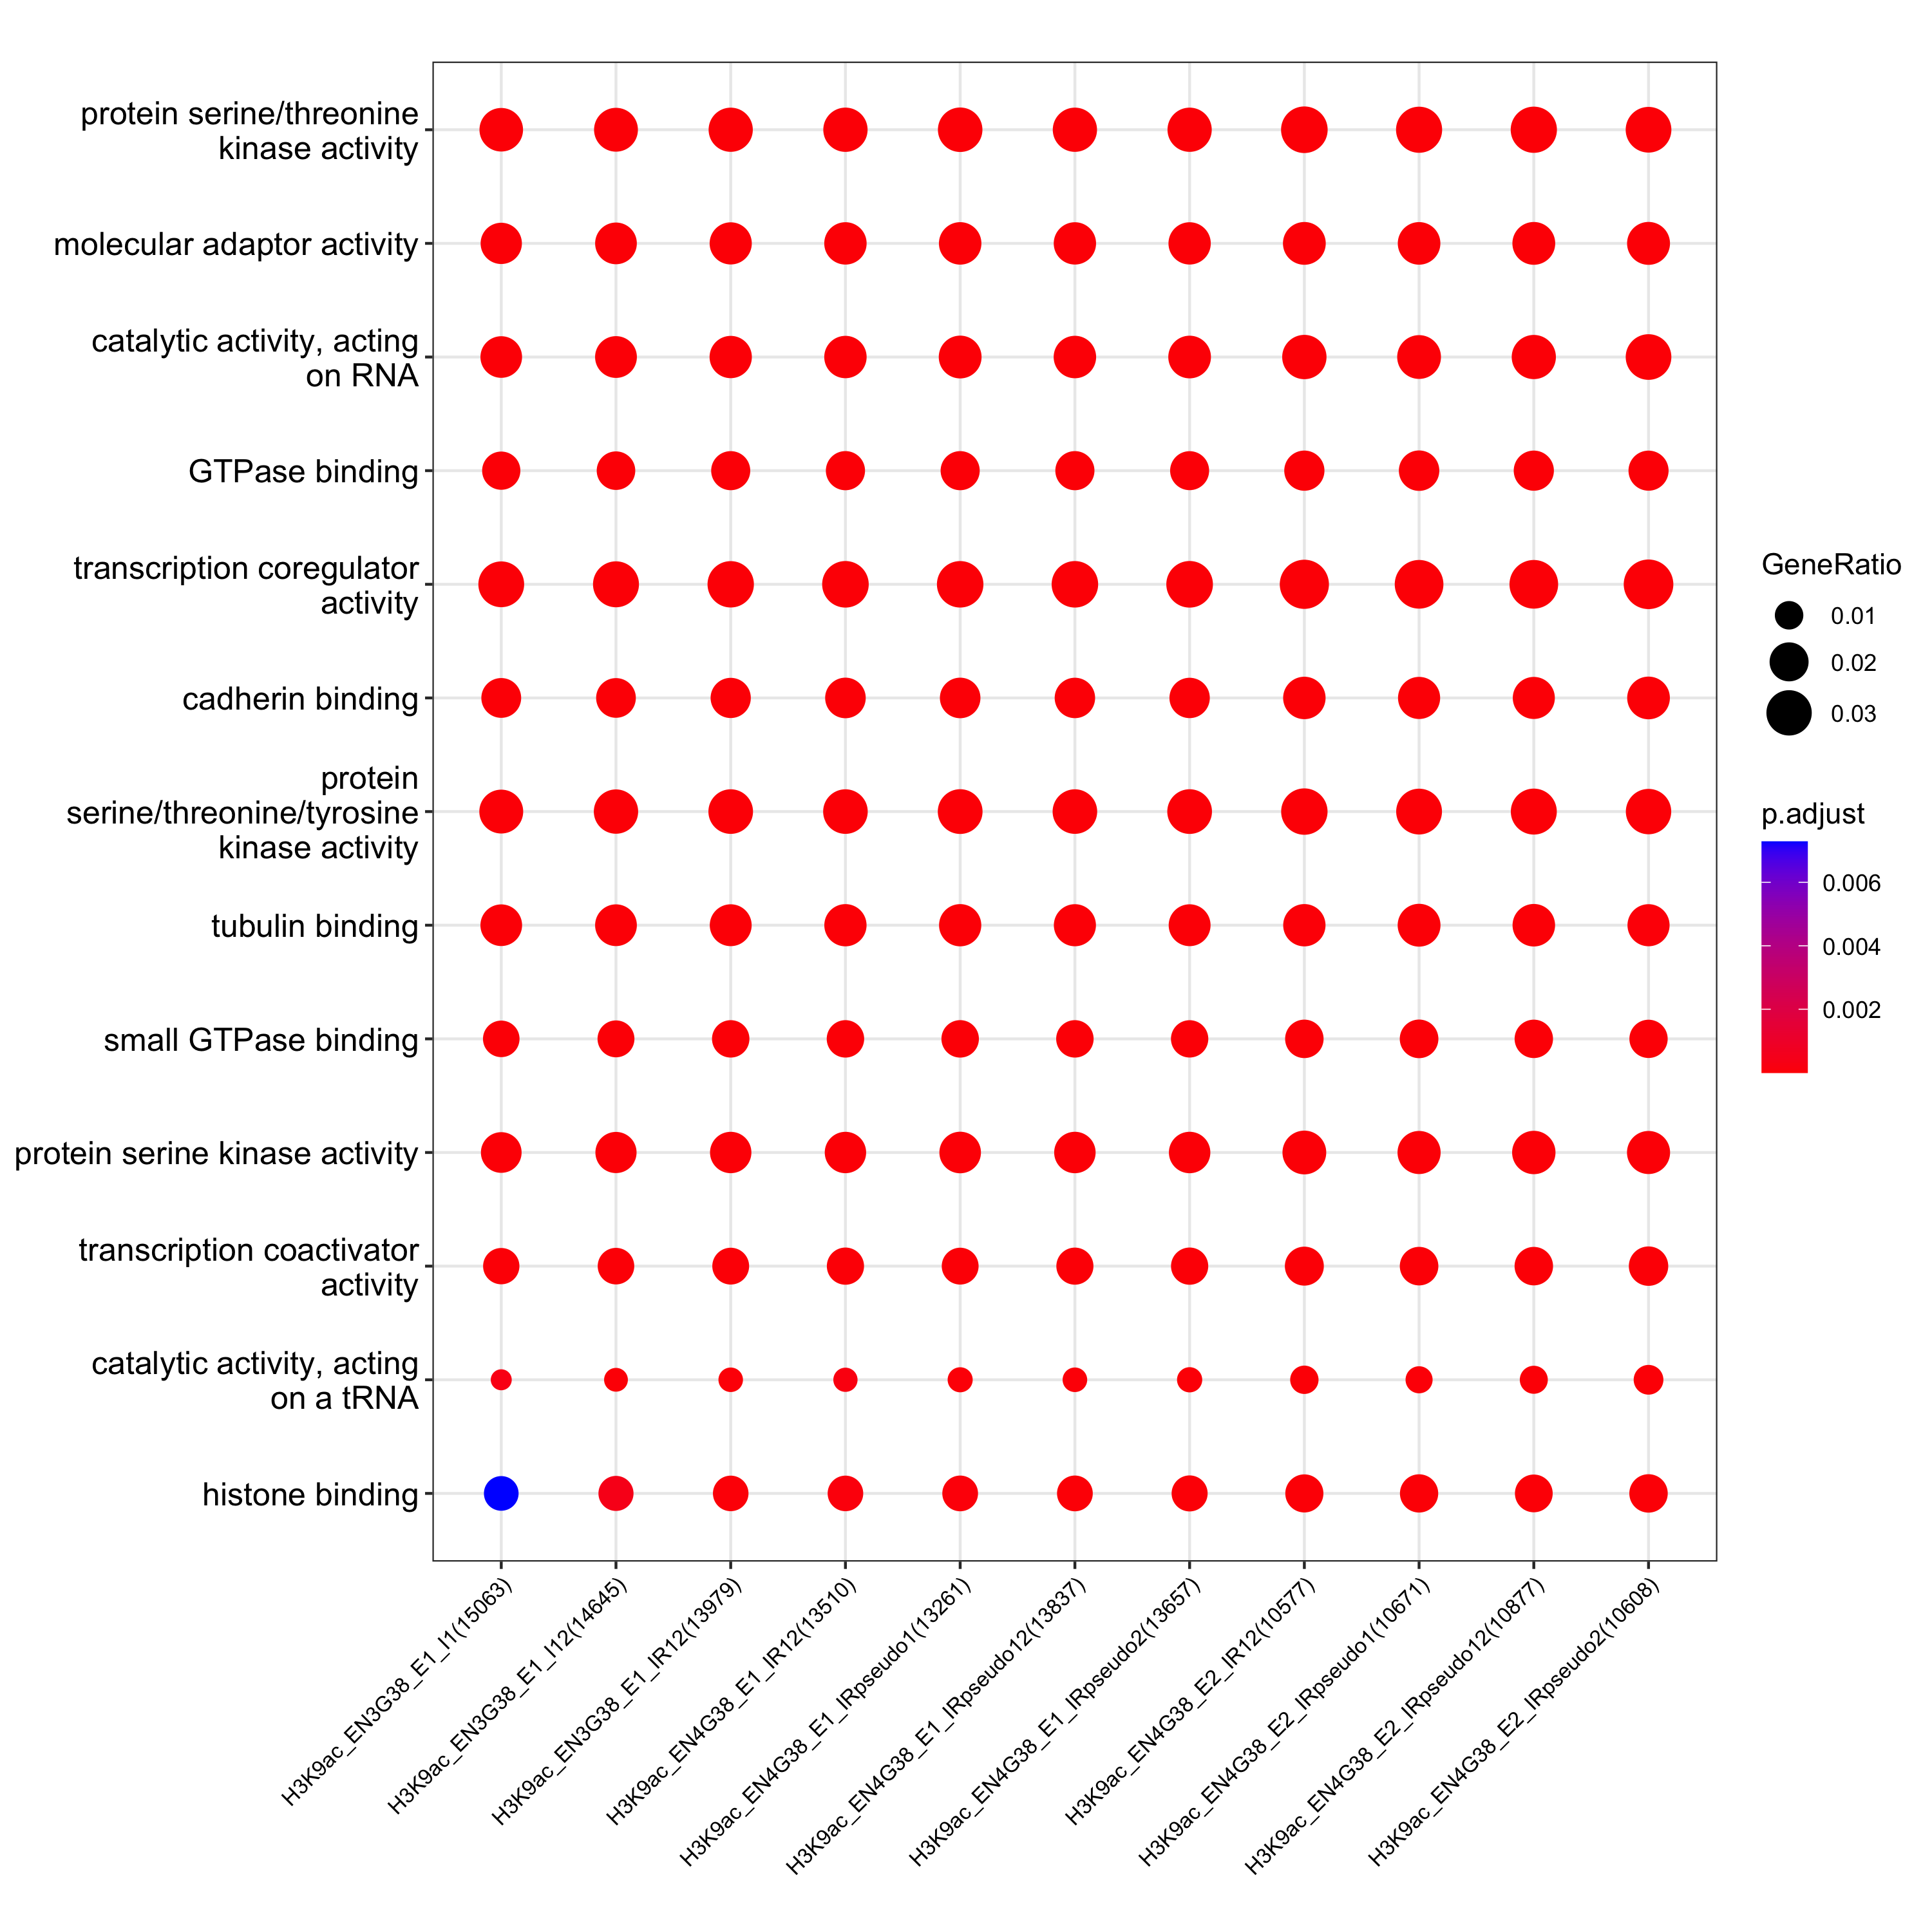 protein serine/threonine
kinase activity
molecular adaptor activity
catalytic activity, acting
on RNA
GTPase binding
transcription coregulator
activity
cadherin binding
protein
serine/threonine/tyrosine
kinase activity
tubulin binding
small GTPase binding
protein serine kinase activity
transcription coactivator
activity
catalytic activity, acting
on a tRNA
histone binding
H3K9ac_EN3G38_E1_I1(15063)
H3K9ac_EN3G38_E1_I12(14645)
H3K9ac_EN3G38_E1_IR12(13979)
H3K9ac_EN4G38_E1_IR12(13510)
H3K9ac_EN4G38_E1_IRpseudo1(13261)
H3K9ac_EN4G38_E1_IRpseudo12(13837)
H3K9ac_EN4G38_E1_IRpseudo2(13657)
H3K9ac_EN4G38_E2_IR12(10577)
H3K9ac_EN4G38_E2_IRpseudo1(10671)
H3K9ac_EN4G38_E2_IRpseudo12(10877)
H3K9ac_EN4G38_E2_IRpseudo2(10608)
GeneRatio
0.01
0.02
0.03
p.adjust
0.006
0.004
0.002